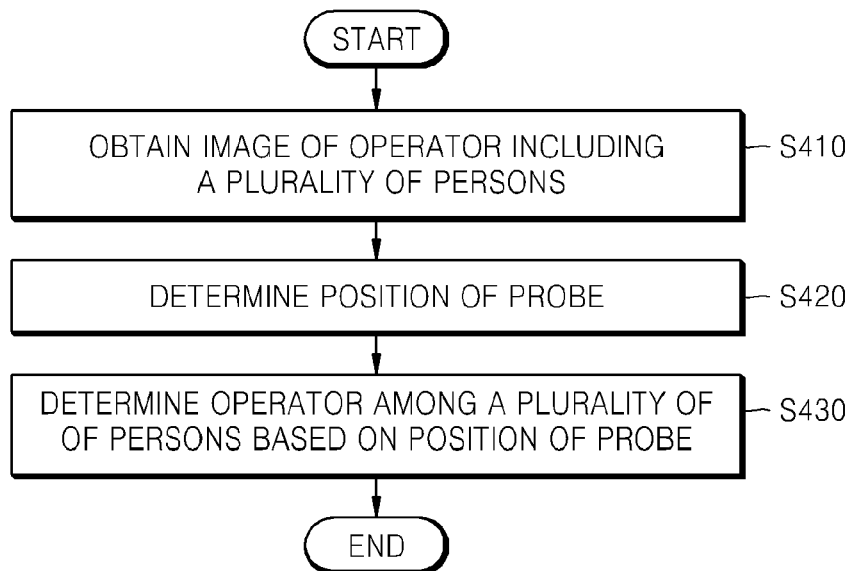 START
OBTAIN IMAGE OF OPERATOR INCLUDING
A PLURALITY OF PERSONS
S410
DETERMINE POSITION OF PROBE
S420
DETERMINE OPERATOR AMONG A PLURALITY OF
OF PERSONS BASED ON POSITION OF PROBE
S430
END